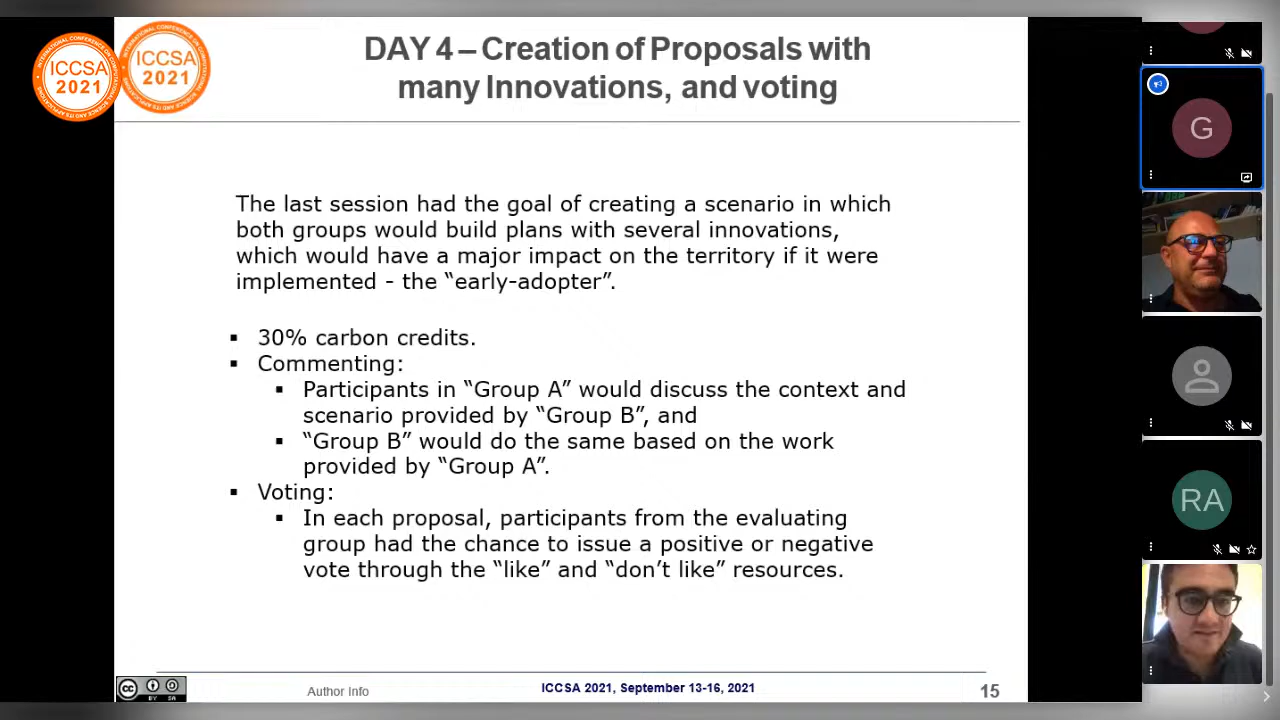 ICCSA
2021
ICCSA
2021
DAY 4 – Creation of Proposals with
many Innovations, and voting
The last session had the goal of creating a scenario in which
both groups would build plans with several innovations,
which would have a major impact on the territory if it were
implemented - the “early-adopter”.
▪ 30% carbon credits.
▪ Commenting:
▪ Participants in “Group A” would discuss the context and
scenario provided by “Group B”, and
▪ “Group B” would do the same based on the work
provided by “Group A”.
▪ Voting:
▪ In each proposal, participants from the evaluating
group had the chance to issue a positive or negative
vote through the “like” and “don’t like” resources.
cc
BY SA
Author Info
ICCSA 2021, September 13-16, 2021
15
G
RA